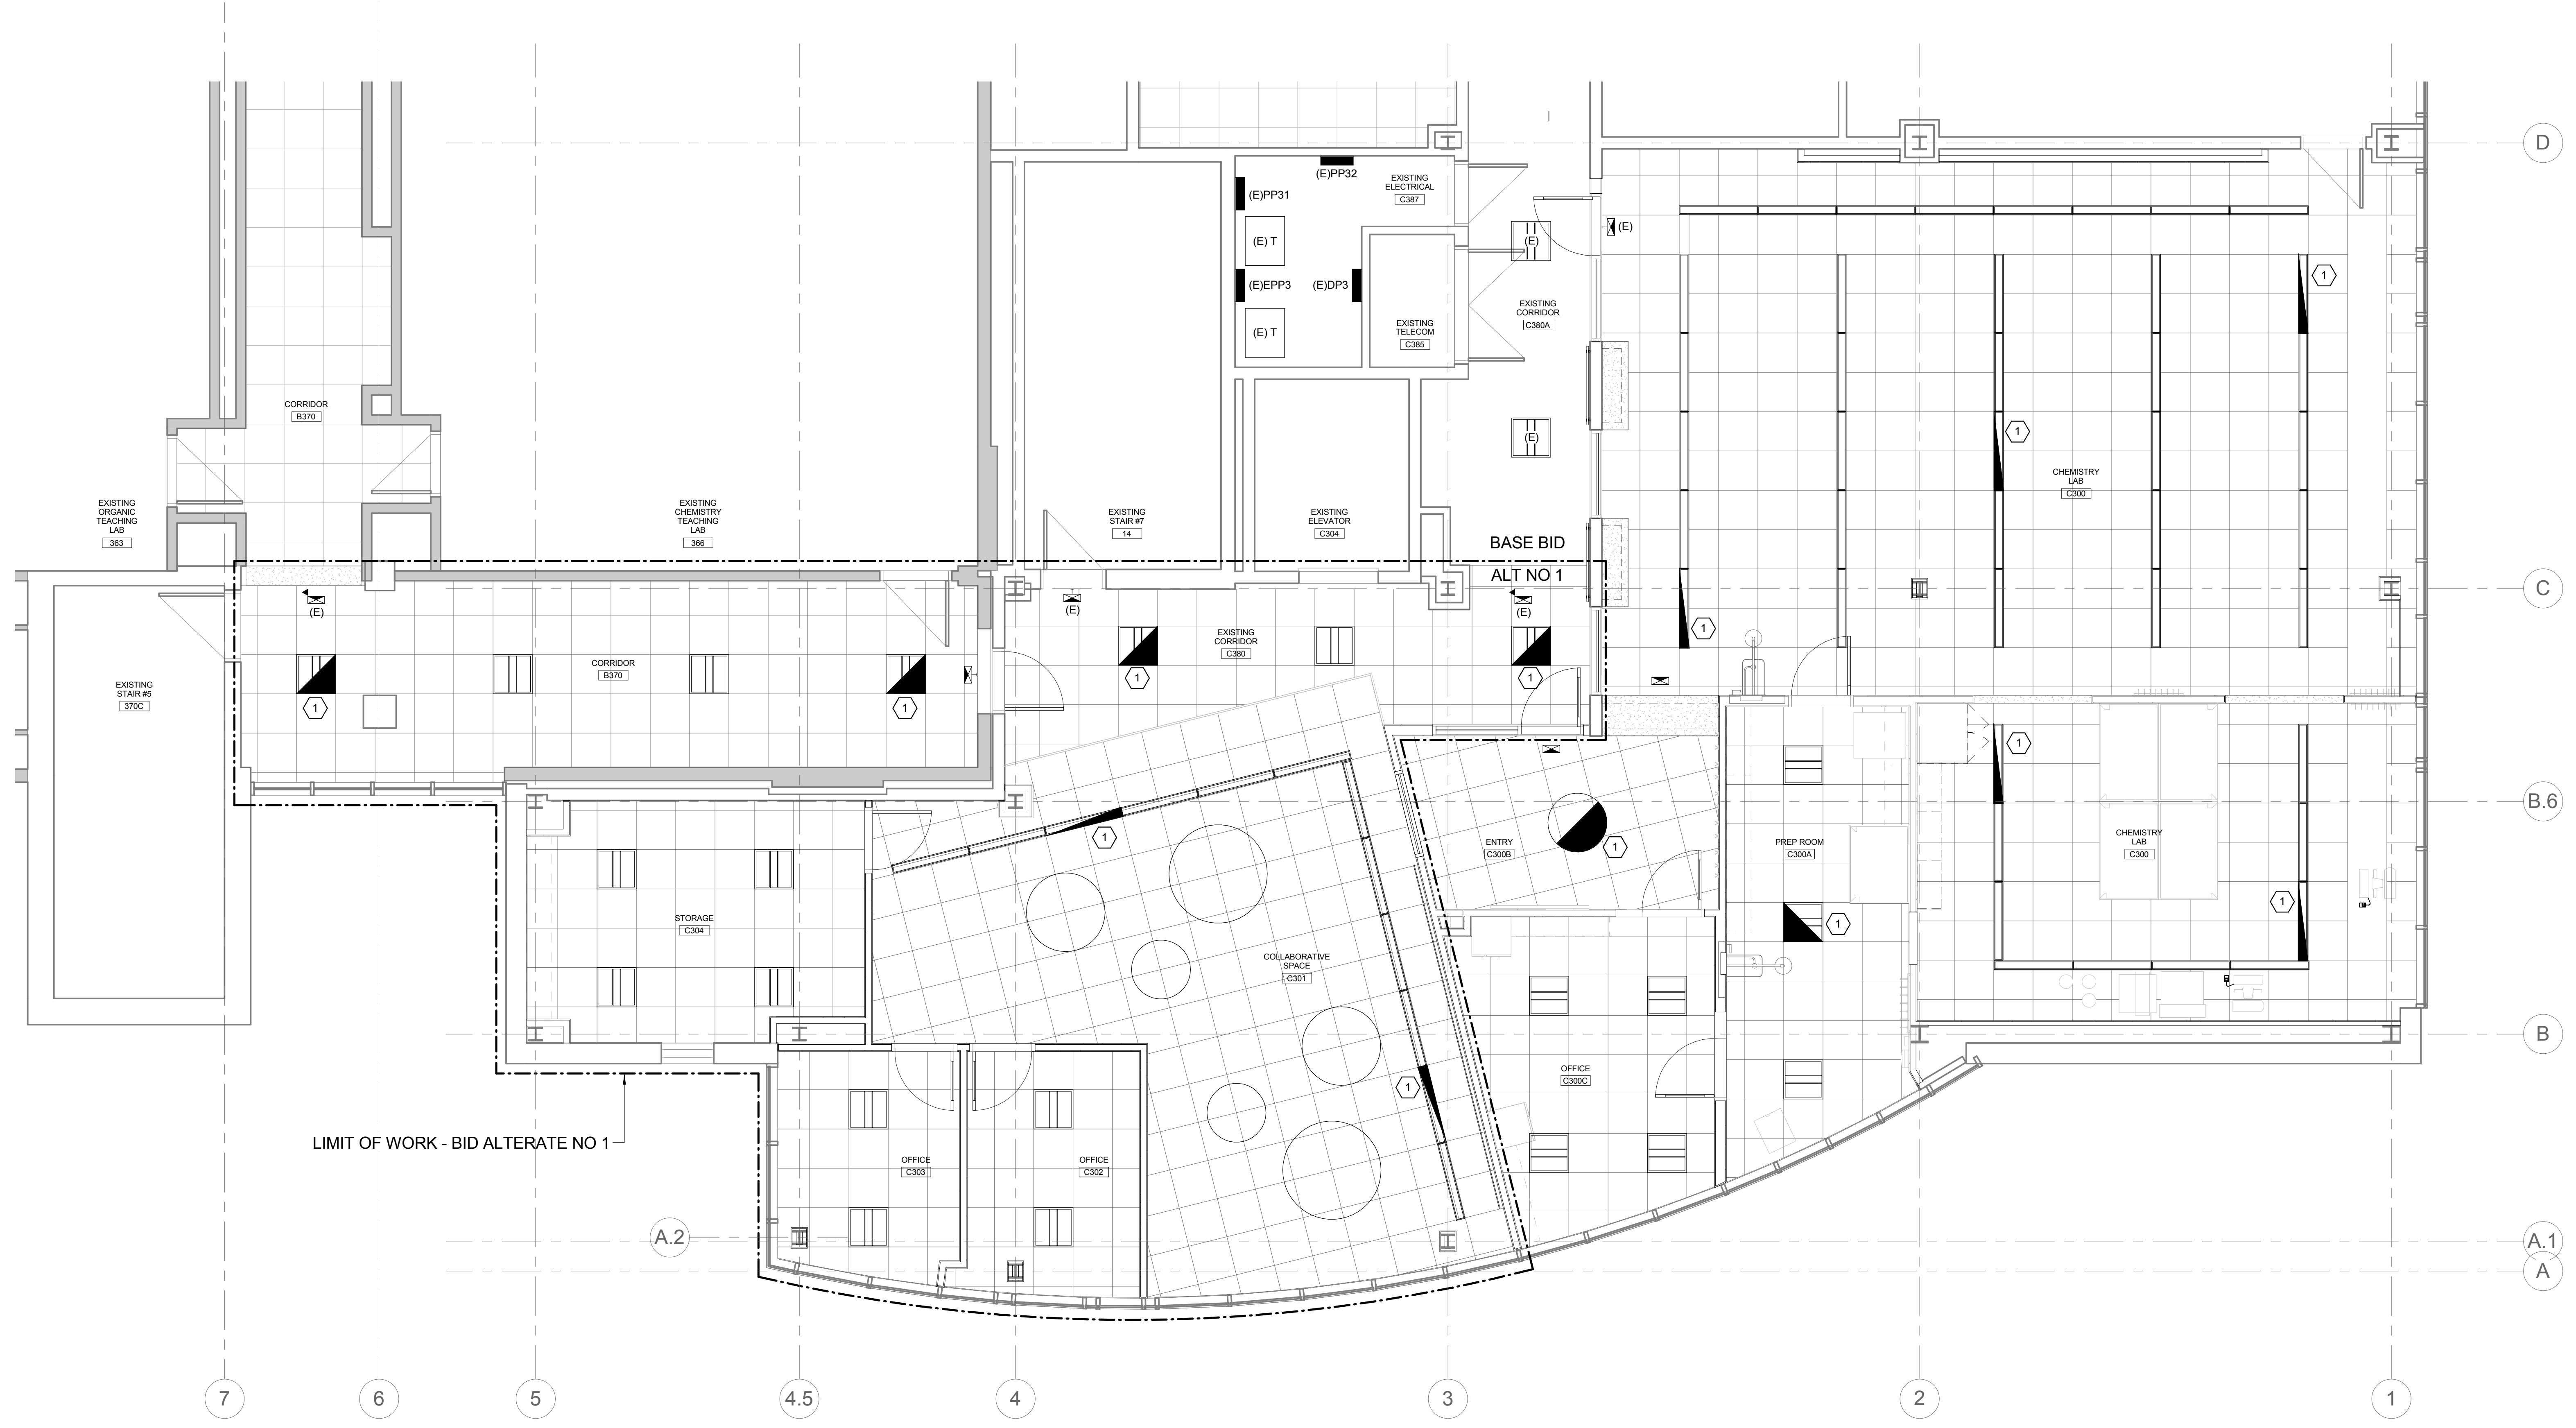 D
(E)PP32
EXISTING
ELECTRICAL
C387
(E)PP31
(E) T
(E)
(E)
(E)EPP3
(E)DP3
1
EXISTING
CORRIDOR
C380A
EXISTING
TELECOM
C385
(E) T
CORRIDOR
B370
(E)
1
CHEMISTRY
LAB
C300
EXISTING
ORGANIC
TEACHING
LAB
363
EXISTING
CHEMISTRY
TEACHING
LAB
366
EXISTING
STAIR #7
14
EXISTING
ELEVATOR
C304
BASE BID
ALT NO 1
C
(E)
(E)
(E)
1
EXISTING
CORRIDOR
C380
CORRIDOR
B370
1
1
EXISTING
STAIR #5
370C
1
1
1
B.6
1
ENTRY
C300B
1
PREP ROOM
C300A
CHEMISTRY
LAB
C300
1
STORAGE
C304
1
COLLABORATIVE
SPACE
C301
B
OFFICE
C300C
1
LIMIT OF WORK - BID ALTERATE NO 1
OFFICE
C303
OFFICE
C302
A.2
A.1
A
7
6
5
4.5
4
3
2
1